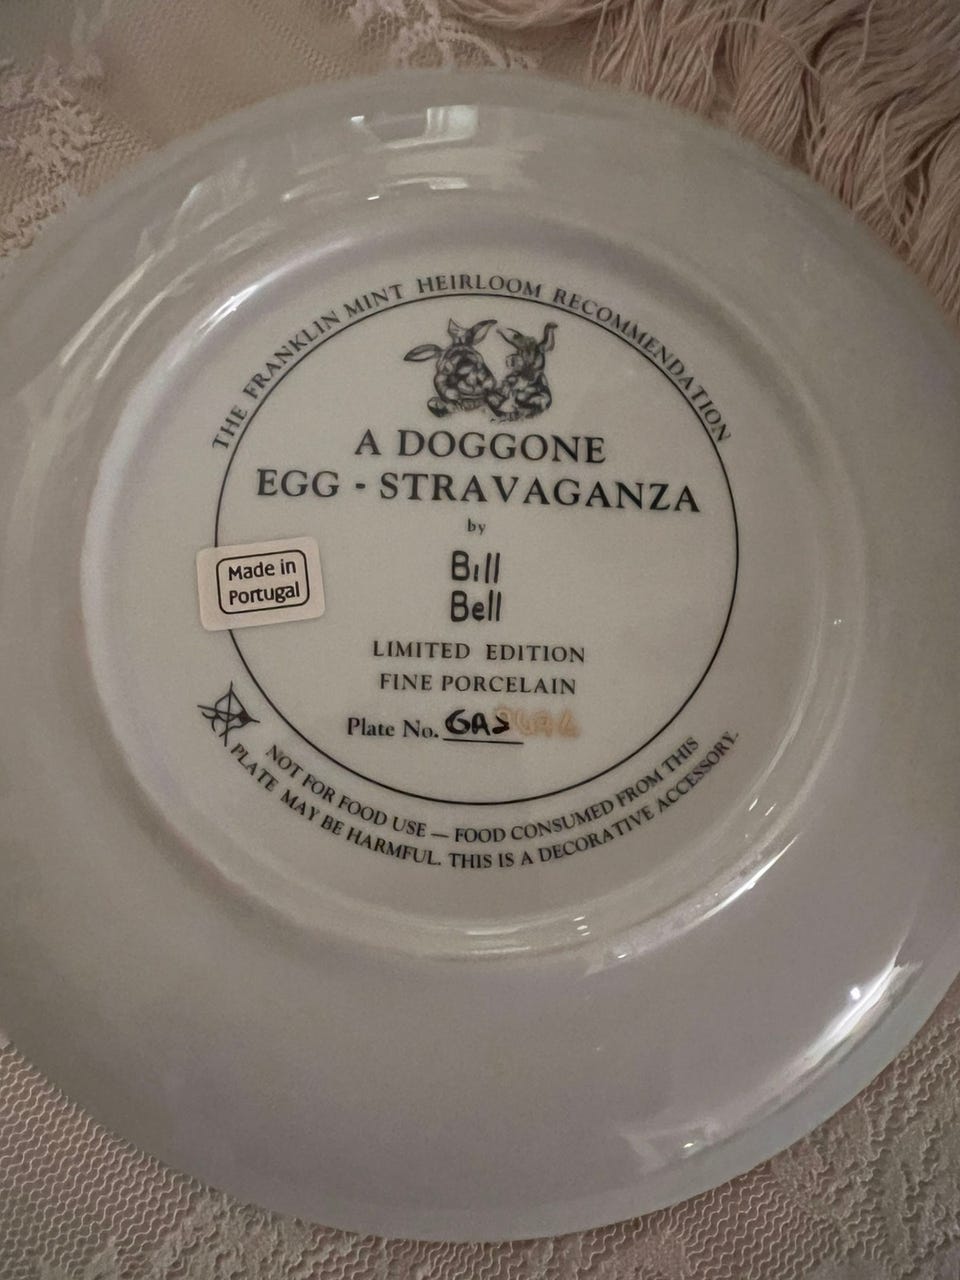 THE FRANKLIN MINT HEIRLOOM RECOMMENDATION
A DOGGONE
EGG - STRAVAGANZA
by
Bill
Bell
LIMITED EDITION
FINE PORCELAIN
Plate No.
Made in
Portugal
NOT FOR FOOD USE — FOOD CONSUMED FROM THIS
PLATE MAY BE HARMFUL. THIS IS A DECORATIVE ACCESSORY.